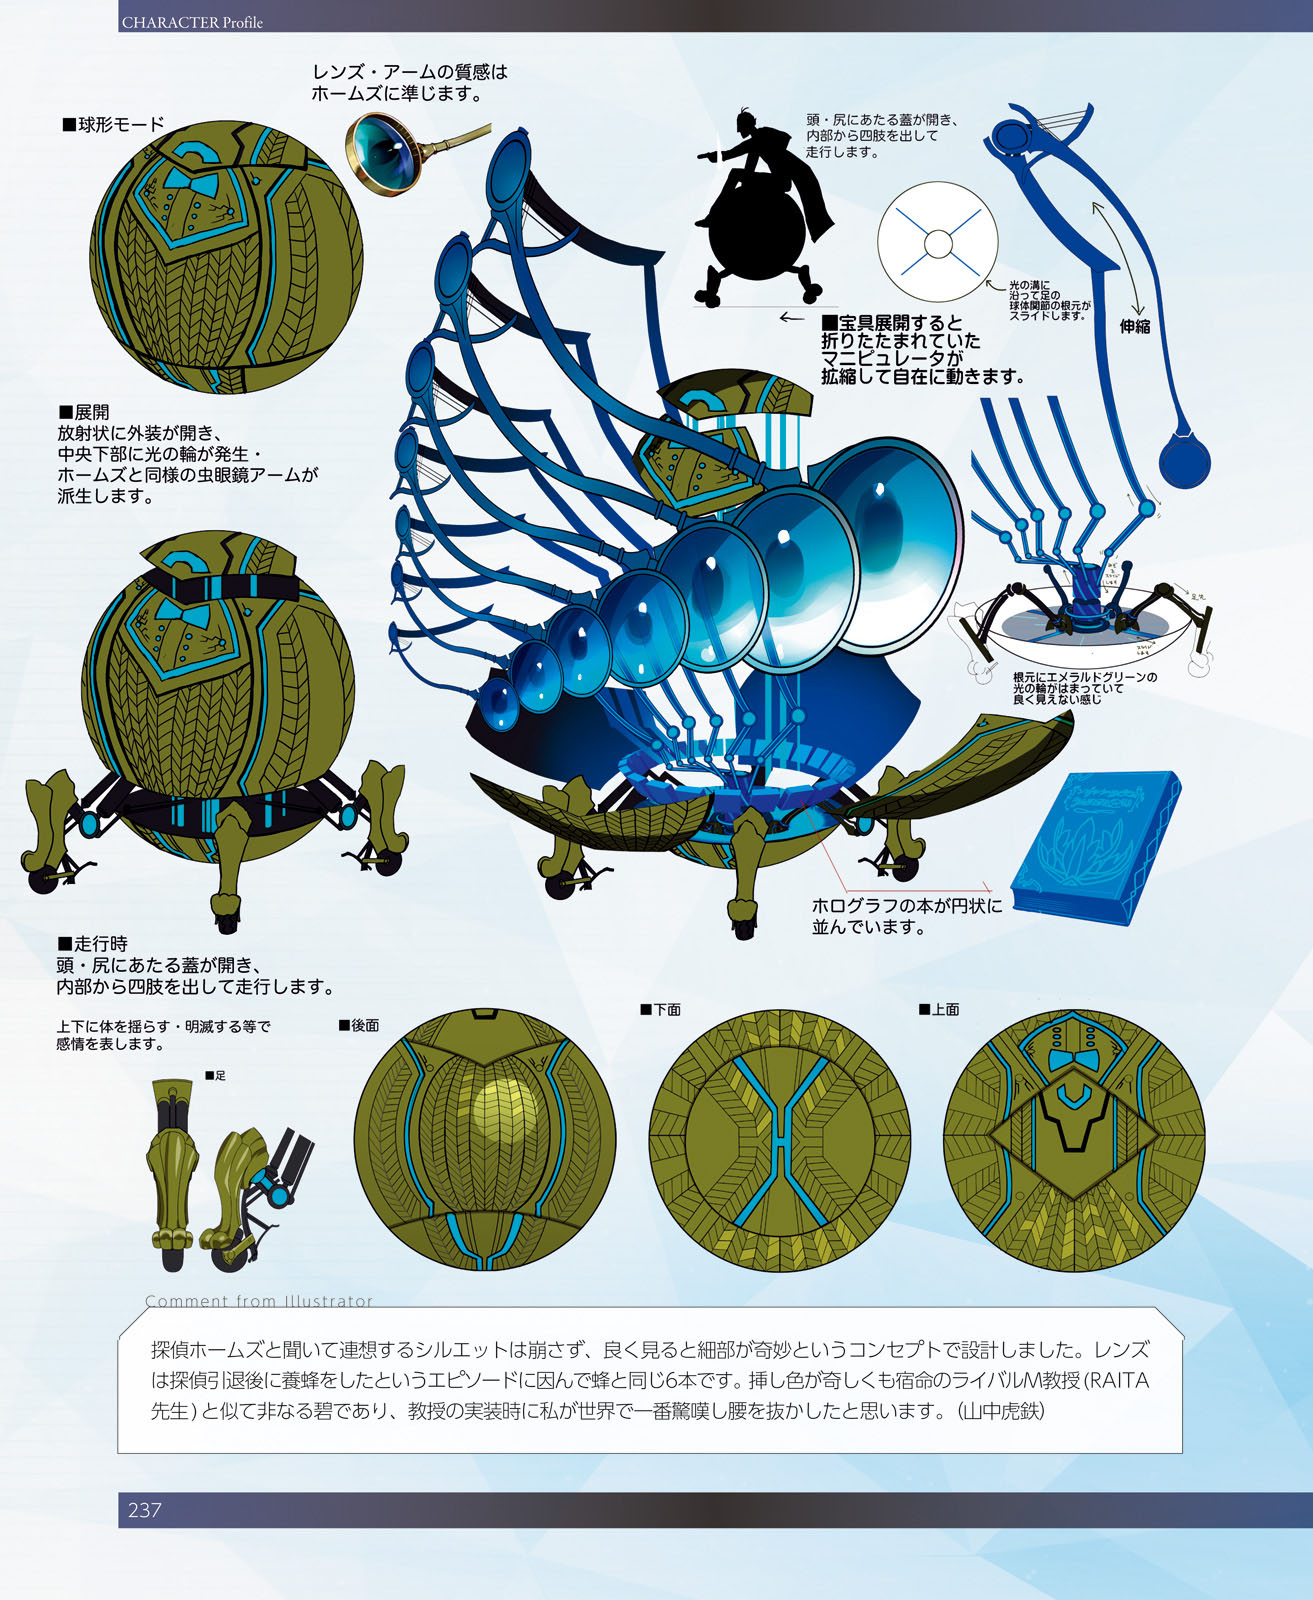 CHARACTER Profile
レンズ・アームの質感は
ホームズに準じます。
■球形モード
頭・尻にあたる蓋が開き、
内部から四肢を出して
走行します。
光の溝に
沿って足の
球体関節の根元が
スライドします。
伸縮
■宝具展開すると
折りたたまれていた
マニピュレータが
拡縮して自在に動きます。
■展開
放射状に外装が開き、
中央下部に光の輪が発生・
ホームズと同様の虫眼鏡アームが
派生します。
根元にエメラルドグリーンの
光の輪がはまっていて
良く見えない感じ
ホログラフの本が円状に
並んでいます。
■走行時
頭・尻にあたる蓋が開き、
内部から四肢を出して走行します。
上下に体を揺らす・明滅する等で
感情を表します。
■足
■後面
■下面
■上面
Comment from Illustrator
探偵ホームズと聞いて連想するシルエットは崩さず、良く見ると細部が奇妙というコンセプトで設計しました。レンズ
は探偵引退後に養蜂をしたというエピソードに因んで蜂と同じ6本です。挿し色が奇しくも宿命のライバルM教授(RAITA
先生)と似て非なる碧であり、教授の実装時に私が世界で一番驚嘆し腰を抜かしたと思います。（山中虎鉄）
237